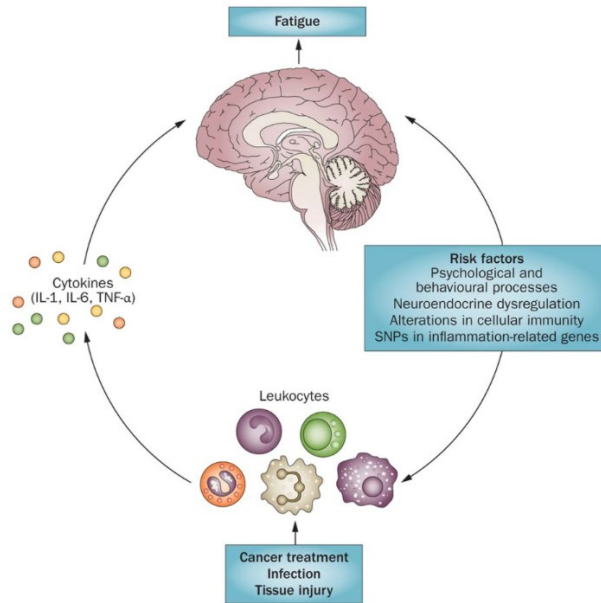 Fatigue
Cytokines
(IL-1, IL-6, TNF-α)
Risk factors
Psychological and
behavioural processes
Neuroendocrine dysregulation
Alterations in cellular immunity
SNPs in inflammation-related genes
Leukocytes
Cancer treatment
Infection
Tissue injury